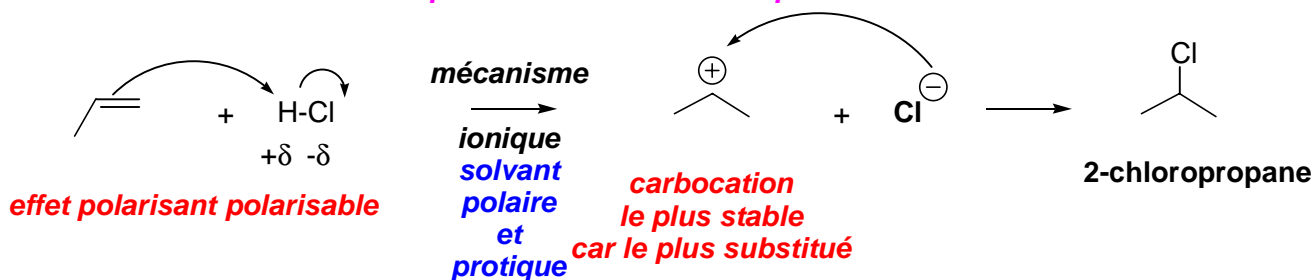 Cl
mécanisme
+ H-Cl + Cl
+δ -δ
ionique
solvant
polaire
et
protique
effet polarisant polarisable
carbocation
le plus stable
car le plus substitué
2-chloropropane